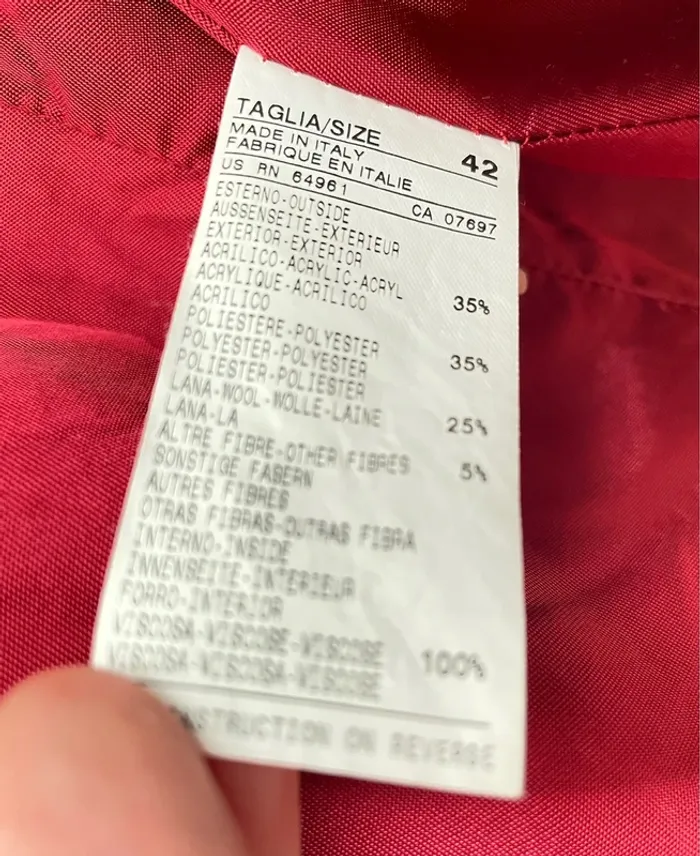 TAGLIA/SIZE 42
MADE IN ITALY
FABRIQUE EN ITALIE
US RN 64961 CA 07697
ESTERNO-OUTSIDE
AUSSENSEITE-EXTERIEUR
EXTERIOR-EXTERIOR
ACRILICO-ACRYLIC-ACRYL 35%
ACRYLIQUE-ACRILICO
ACRILICO
POLIESTERE-POLYESTER 35%
POLYESTER-POLYESTER
POLIESTER-POLIESTER
LANA-WOOL-WOLLE-LAINE 25%
LANA-LA
ALTRE FIBRE-OTHER FIBRES 5%
SONSTIGE FASERN
AUTRES FIBRES
OTRAS FIBRAS-OUTRAS FIBRA
INTERNO-INSIDE
INNENSEITE-INTERIEUR
FORRO-INTERIOR
VISCOSA-VISCOSE-VISCOSE 100%
VISCOSA-VISCOSA-VISCOSE
ON REVERSE